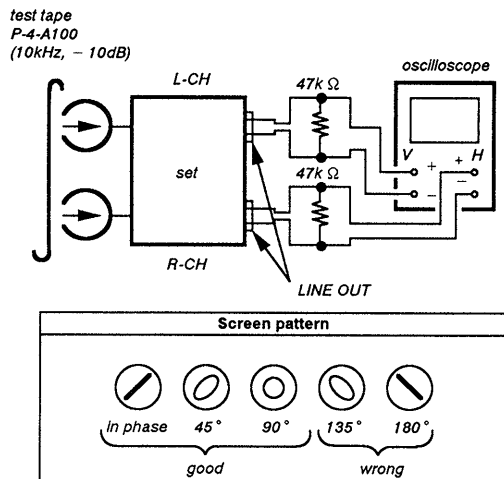 test tape
P-4-A100
(10kHz, − 10dB)
oscilloscope
L-CH
47k Ω
V H
+ + −
−
set
47k Ω
R-CH
LINE OUT
Screen pattern
in phase 45° 90° 135° 180°
good wrong